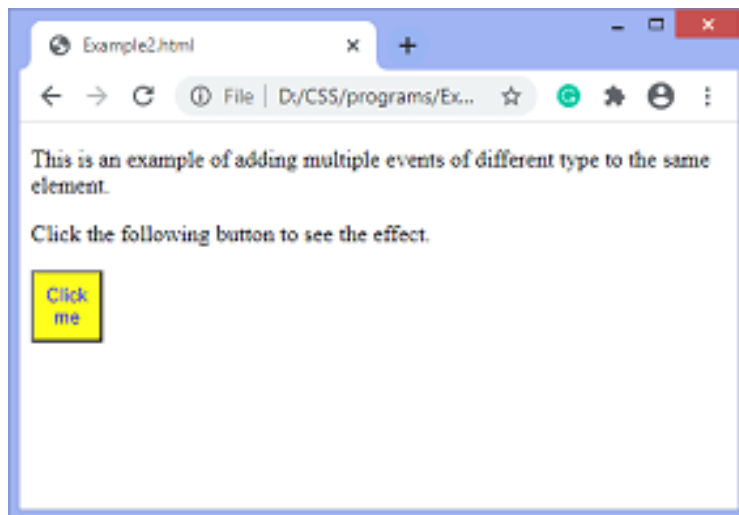 Example2.html
File | D:/CSS/programs/Ex...
This is an example of adding multiple events of different type to the same
element.
Click the following button to see the effect.
Click
me